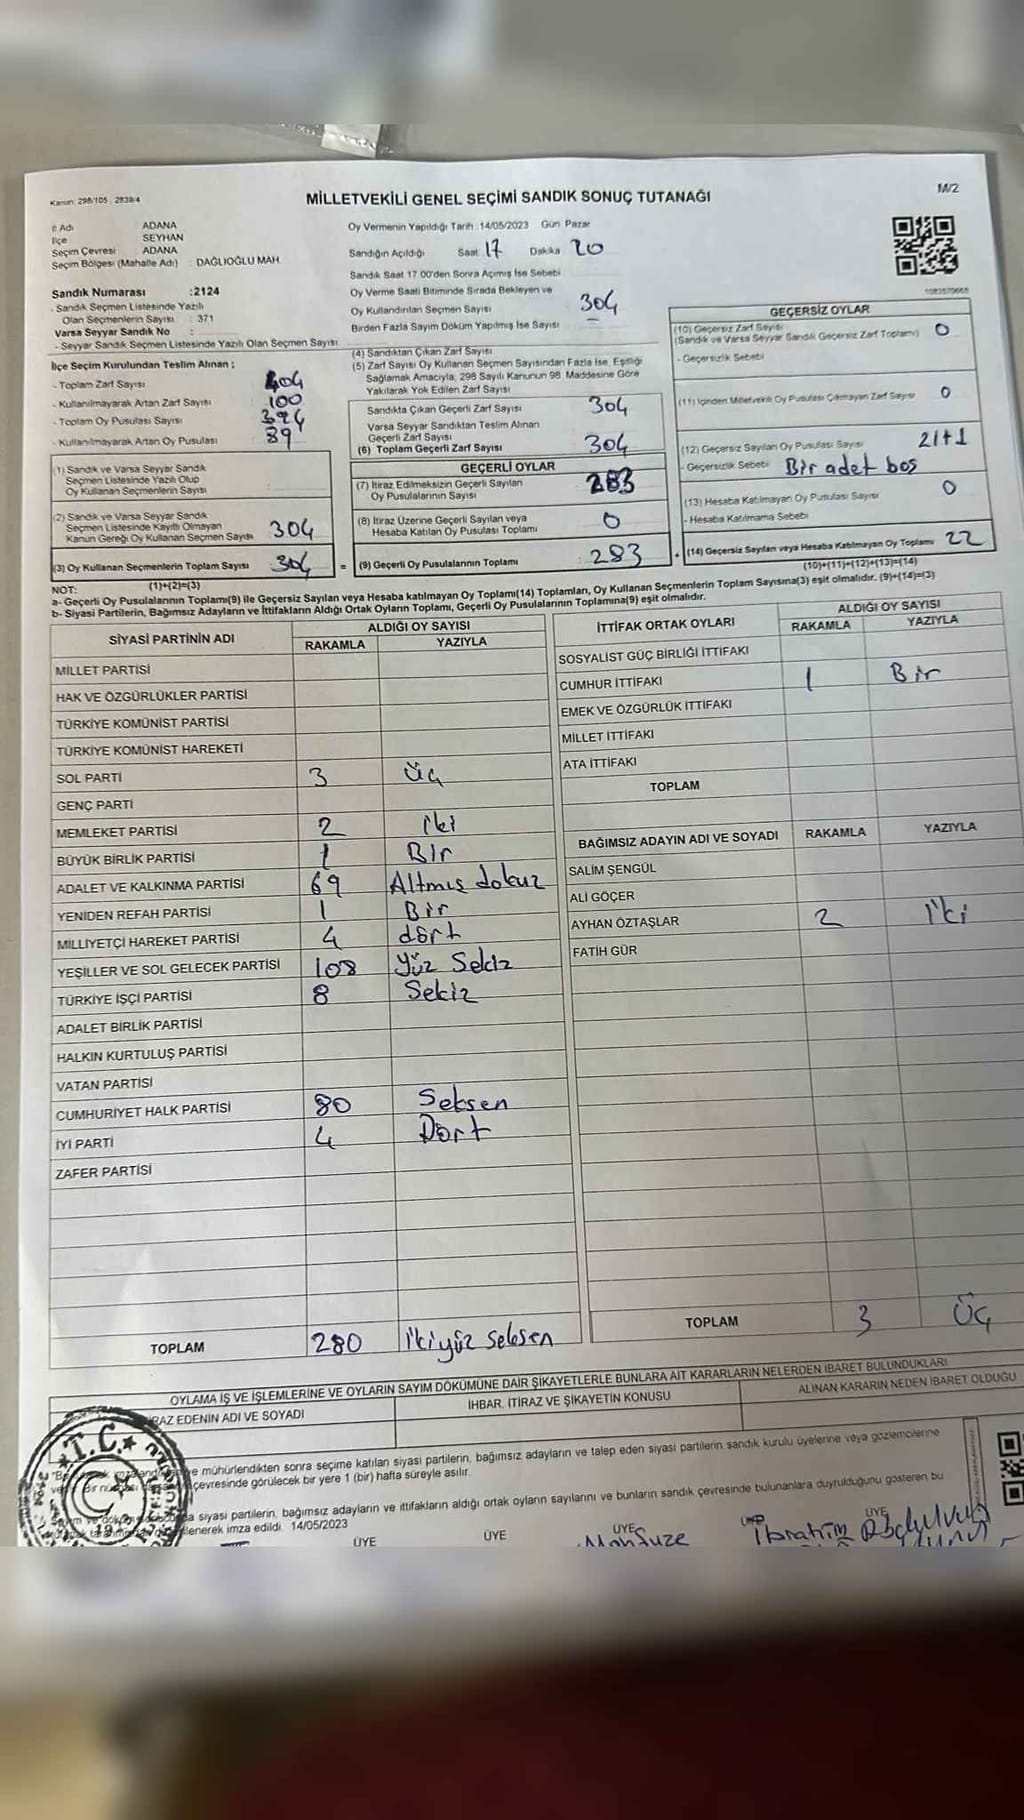 Kanun: 298/105 , 2839/4
MİLLETVEKİLİ GENEL SEÇİMİ SANDIK SONUÇ TUTANAĞI
M/2
İl Adı ADANA
İlçe SEYHAN
Seçim Çevresi ADANA
Seçim Bölgesi (Mahalle Adı) : DAĞLIOĞLU MAH
Sandık Numarası :2124
- Sandık Seçmen Listesinde Yazılı
Olan Seçmenlerin Sayısı : 371
Varsa Seyyar Sandık No :
- Seyyar Sandık Seçmen Listesinde Yazılı Olan Seçmen Sayısı
Oy Vermenin Yapıldığı Tarih :14/05/2023 Gün Pazar
Sandığın Açıldığı Saat 17 Dakika 20
Sandık Saat 17 00'den Sonra Açımış İse Sebebi
Oy Verme Saati Bitiminde Sırada Bekleyen ve
Oy Kullandırılan Seçmen Sayısı 304
Birden Fazla Sayım Döküm Yapılmış İse Sayısı
İlçe Seçim Kurulundan Teslim Alınan :
- Toplam Zarf Sayısı 404
- Kullanılmayarak Artan Zarf Sayısı 100
- Toplam Oy Pusulası Sayısı 394
- Kullanılmayarak Artan Oy Pusulası 89
(1) Sandık ve Varsa Seyyar Sandık
Seçmen Listesinde Yazılı Olup
Oy Kullanan Seçmenlerin Sayısı
(2) Sandık ve Varsa Seyyar Sandık
Seçmen Listesinde Kayıtlı Olmayan
Kanun Gereği Oy Kullanan Seçmen Sayısı 304
(3) Oy Kullanan Seçmenlerin Toplam Sayısı 304 =
(1)+(2)=(3)
(4) Sandıktan Çıkan Zarf Sayısı
(5) Zarf Sayısı Oy Kullanan Seçmen Sayısından Fazla İse, Eşitliği
Sağlamak Amacıyla, 298 Sayılı Kanunun 98. Maddesine Göre
Yakılarak Yok Edilen Zarf Sayısı
Sandıkta Çıkan Geçerli Zarf Sayısı 304
Varsa Seyyar Sandıktan Teslim Alınan
Geçerli Zarf Sayısı
(6) Toplam Geçerli Zarf Sayısı 304
GEÇERLİ OYLAR
(7) İtiraz Edilmeksizin Geçerli Sayılan
Oy Pusulalarının Sayısı 283
(8) İtiraz Üzerine Geçerli Sayılan veya
Hesaba Katılan Oy Pusulası Toplamı 0
(9) Geçerli Oy Pusulalarının Toplamı 283 +
GEÇERSİZ OYLAR
(10) Geçersiz Zarf Sayısı
(Sandık ve Varsa Seyyar Sandık Geçersiz Zarf Toplamı) 0
- Geçersizlik Sebebi
(11) İçinden Milletvekili Oy Pusulası Çıkmayan Zarf Sayısı 0
(12) Geçersiz Sayılan Oy Pusulası Sayısı 21+1
- Geçersizlik Sebebi Bir adet boş
(13) Hesaba Katılmayan Oy Pusulası Sayısı 0
- Hesaba Katılmama Sebebi
(14) Geçersiz Sayılan veya Hesaba Katılmayan Oy Toplamı 22
(10)+(11)+(12)+(13)=(14)
NOT:
a- Geçerli Oy Pusulalarının Toplamı(9) ile Geçersiz Sayılan veya Hesaba katılmayan Oy Toplamı(14) Toplamları, Oy Kullanan Seçmenlerin Toplam Sayısına(3) eşit olmalıdır. (9)+(14)=(3)
b- Siyasi Partilerin, Bağımsız Adayların ve İttifakların Aldığı Ortak Oyların Toplamı, Geçerli Oy Pusulalarının Toplamına(9) eşit olmalıdır.
SİYASİ PARTİNİN ADI ALDIĞI OY SAYISI
RAKAMLA YAZIYLA
MİLLET PARTİSİ
HAK VE ÖZGÜRLÜKLER PARTİSİ
TÜRKİYE KOMÜNİST PARTİSİ
TÜRKİYE KOMÜNİST HAREKETİ
SOL PARTİ 3 Üç
GENÇ PARTİ
MEMLEKET PARTİSİ 2 İki
BÜYÜK BİRLİK PARTİSİ 1 Bir
ADALET VE KALKINMA PARTİSİ 69 Altmış dokuz
YENİDEN REFAH PARTİSİ 1 Bir
MİLLİYETÇİ HAREKET PARTİSİ 4 dört
YEŞİLLER VE SOL GELECEK PARTİSİ 108 Yüz Sekiz
TÜRKİYE İŞÇİ PARTİSİ 8 Sekiz
ADALET BİRLİK PARTİSİ
HALKIN KURTULUŞ PARTİSİ
VATAN PARTİSİ
CUMHURİYET HALK PARTİSİ 80 Seksen
İYİ PARTİ 4 Dört
ZAFER PARTİSİ
TOPLAM 280 İkiyüz seksen
İTTİFAK ORTAK OYLARI ALDIĞI OY SAYISI
RAKAMLA YAZIYLA
SOSYALİST GÜÇ BİRLİĞİ İTTİFAKI
CUMHUR İTTİFAKI 1 Bir
EMEK VE ÖZGÜRLÜK İTTİFAKI
MİLLET İTTİFAKI
ATA İTTİFAKI
TOPLAM
BAĞIMSIZ ADAYIN ADI VE SOYADI RAKAMLA YAZIYLA
SALİM ŞENGÜL
ALİ GÖÇER
AYHAN ÖZTAŞLAR 2 İki
FATİH GÜR
TOPLAM 3 Üç
OYLAMA İŞ VE İŞLEMLERİNE VE OYLARIN SAYIM DÖKÜMÜNE DAİR ŞİKAYETLERLE BUNLARA AİT KARARLARIN NELERDEN İBARET BULUNDUKLARI
RAZ EDENİN ADI VE SOYADI İHBAR, İTİRAZ VE ŞİKAYETİN KONUSU ALINAN KARARIN NEDEN İBARET OLDUĞU
T.C.
ve mühürlendikten sonra seçime katılan siyasi partilerin, bağımsız adayların ve talep eden siyasi partilerin sandık kurulu üyelerine veya gözlemcilerine
çevresinde görülecek bir yere 1 (bir) hafta süreyle asılır.
siyasi partilerin, bağımsız adayların ve ittifakların aldığı ortak oyların sayılarını ve bunların sandık çevresinde bulunanlara duyrulduğunu gösteren bu
lenerek imza edildi. 14/05/2023
ÜYE ÜYE ÜYE ÜYE
İbrahim